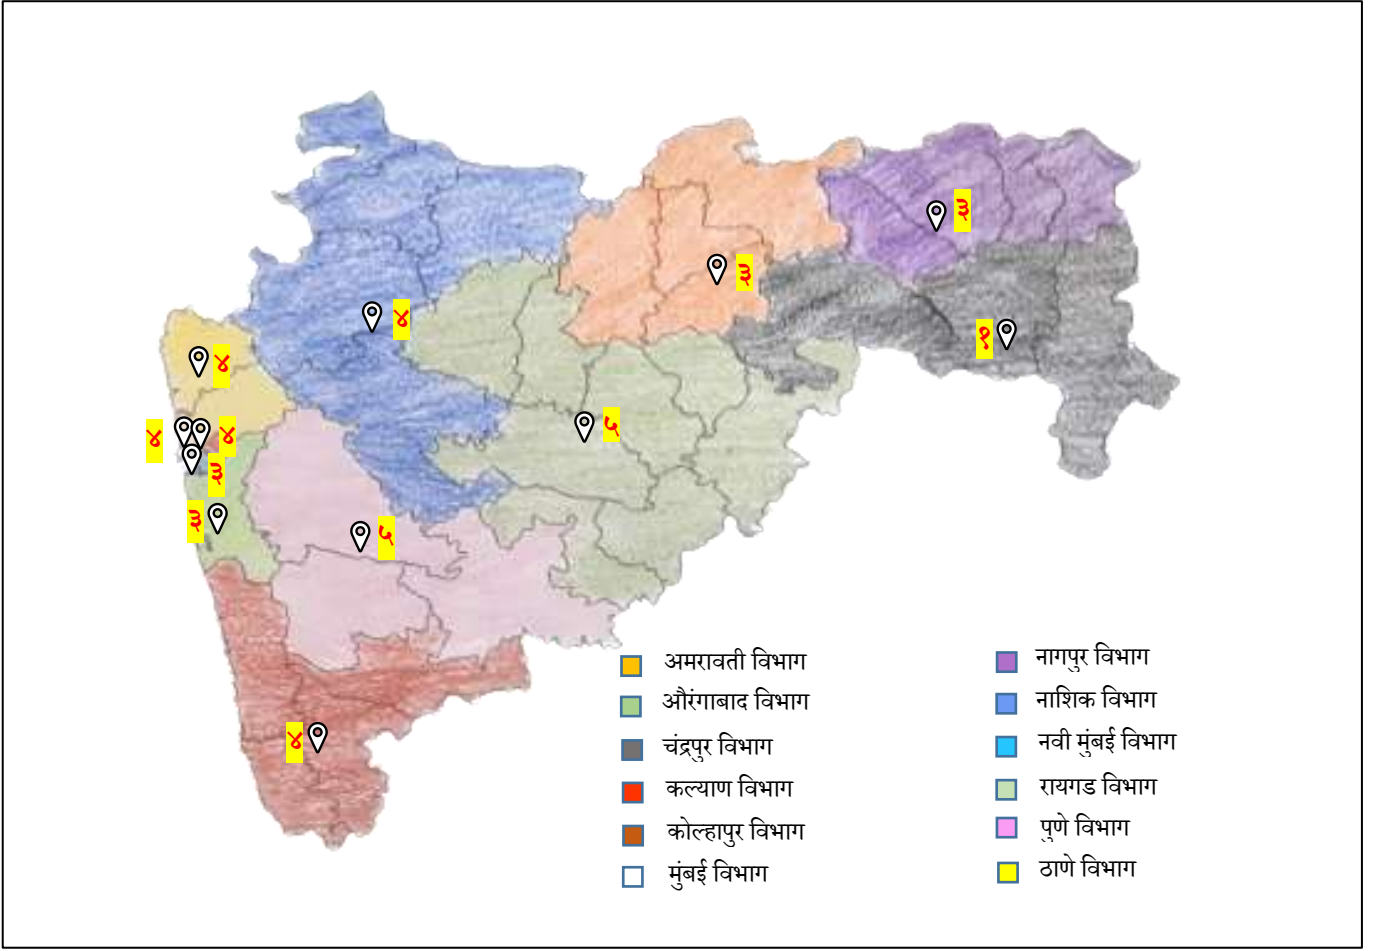 ३
३
४
१
४
५
४
४
३
३
५
४
अमरावती विभाग
औरंगाबाद विभाग
चंद्रपुर विभाग
कल्याण विभाग
कोल्हापुर विभाग
मुंबई विभाग
नागपुर विभाग
नाशिक विभाग
नवी मुंबई विभाग
रायगड विभाग
पुणे विभाग
ठाणे विभाग